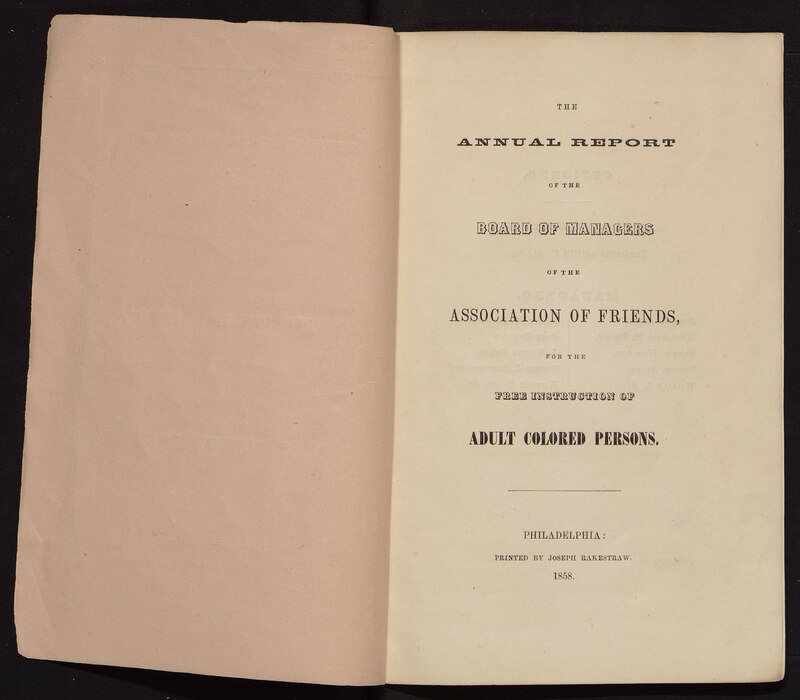 THE
ANNUAL REPORT
OF THE
BOARD OF MANAGERS
OF THE
ASSOCIATION OF FRIENDS,
FOR THE
FREE INSTRUCTION OF
ADULT COLORED PERSONS.
PHILADELPHIA:
PRINTED BY JOSEPH RAKESTRAW.
1858.